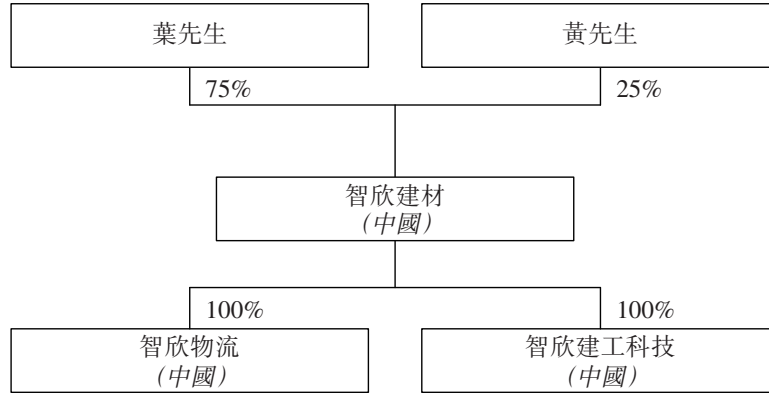 葉先生
黃先生
75%
25%
智欣建材
(中國)
100%
100%
智欣物流
(中國)
智欣建工科技
(中國)